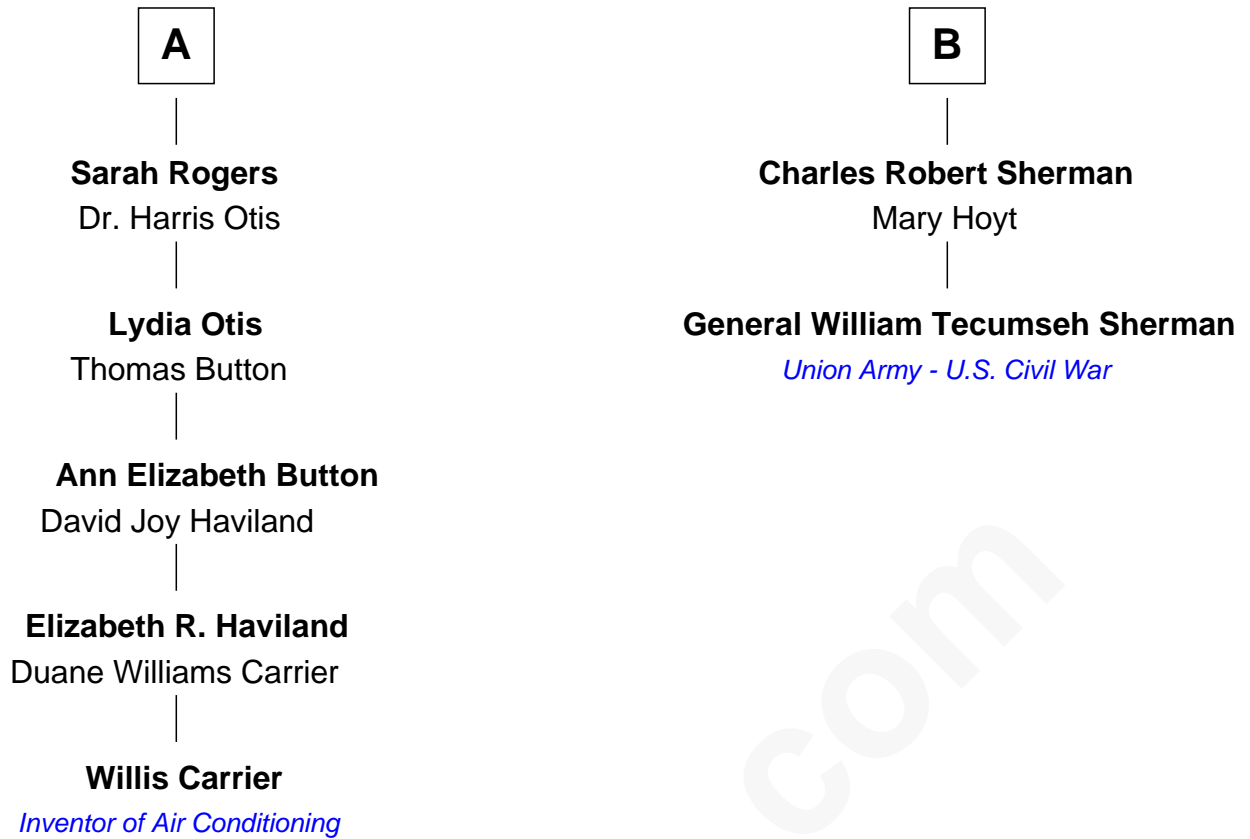 A
Sarah Rogers
Dr. Harris Otis
Lydia Otis
Thomas Button
Ann Elizabeth Button
David Joy Haviland
Elizabeth R. Haviland
Duane Williams Carrier
Willis Carrier
Inventor of Air Conditioning
B
Charles Robert Sherman
Mary Hoyt
General William Tecumseh Sherman
Union Army - U.S. Civil War
com